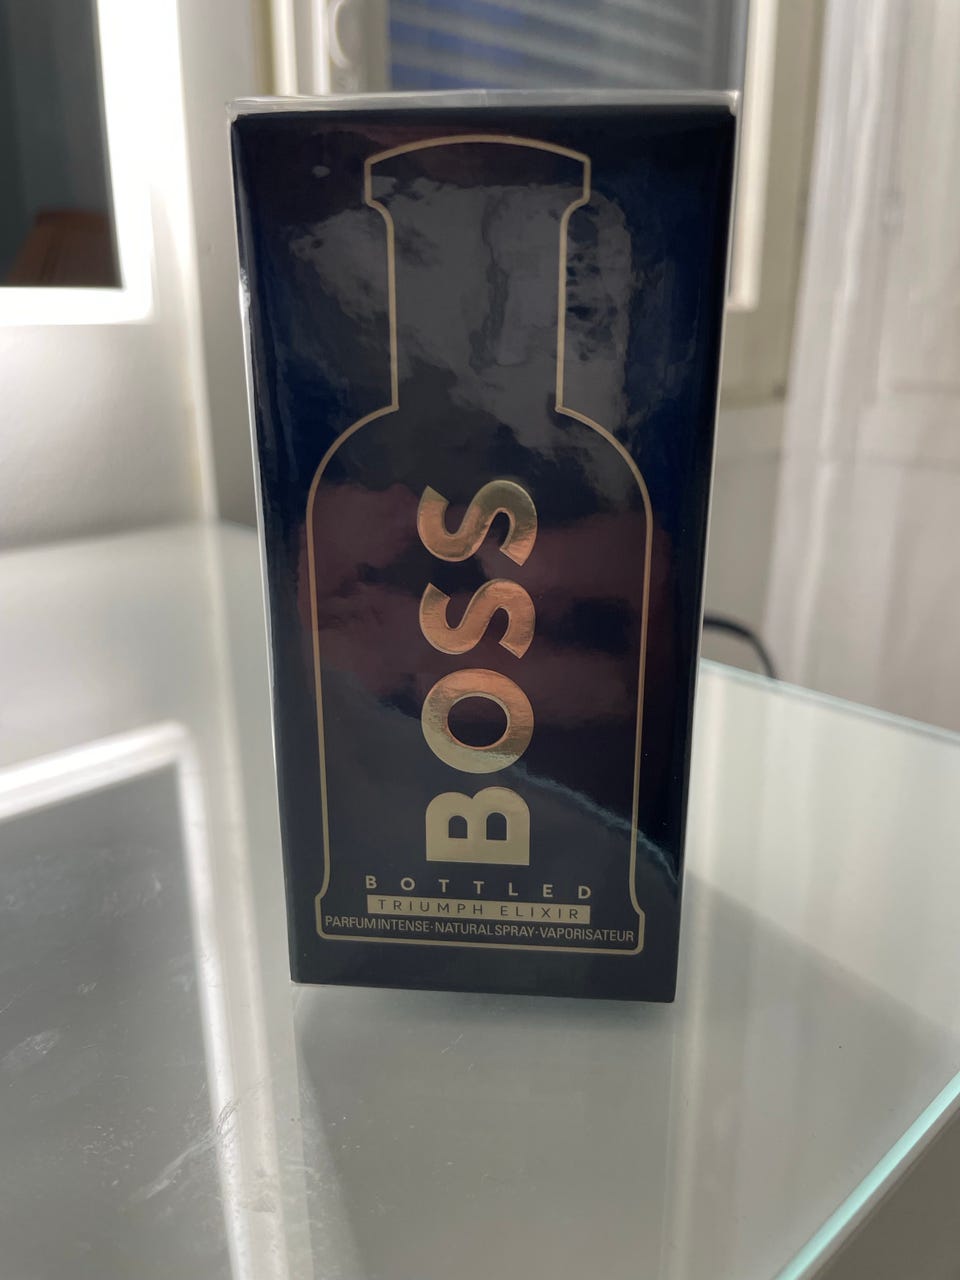 BOSS
BOTTLED
TRIUMPH ELIXIR
PARFUM INTENSE·NATURAL SPRAY·VAPORISATEUR